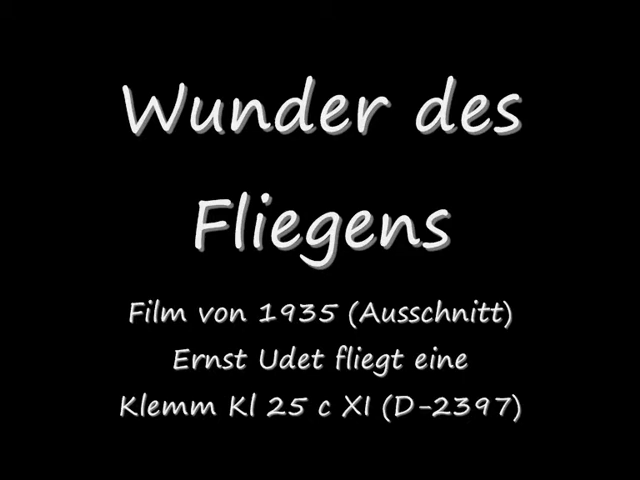 Wunder des
Fliegens
Film von 1935 (Ausschnitt)
Ernst Udet fliegt eine
Klemm Kl 25 c XI (D-2397)